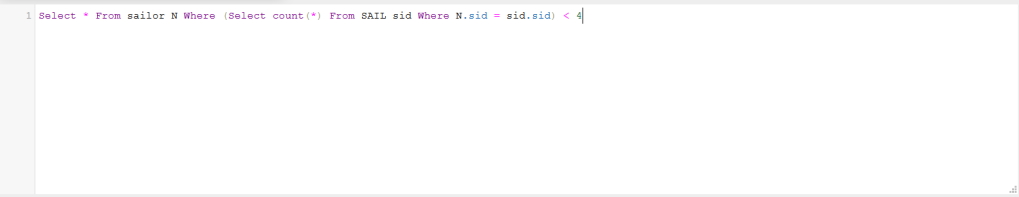 1 Select * From sailor N Where (Select count(*) From SAIL sid Where N.sid = sid.sid) < 4